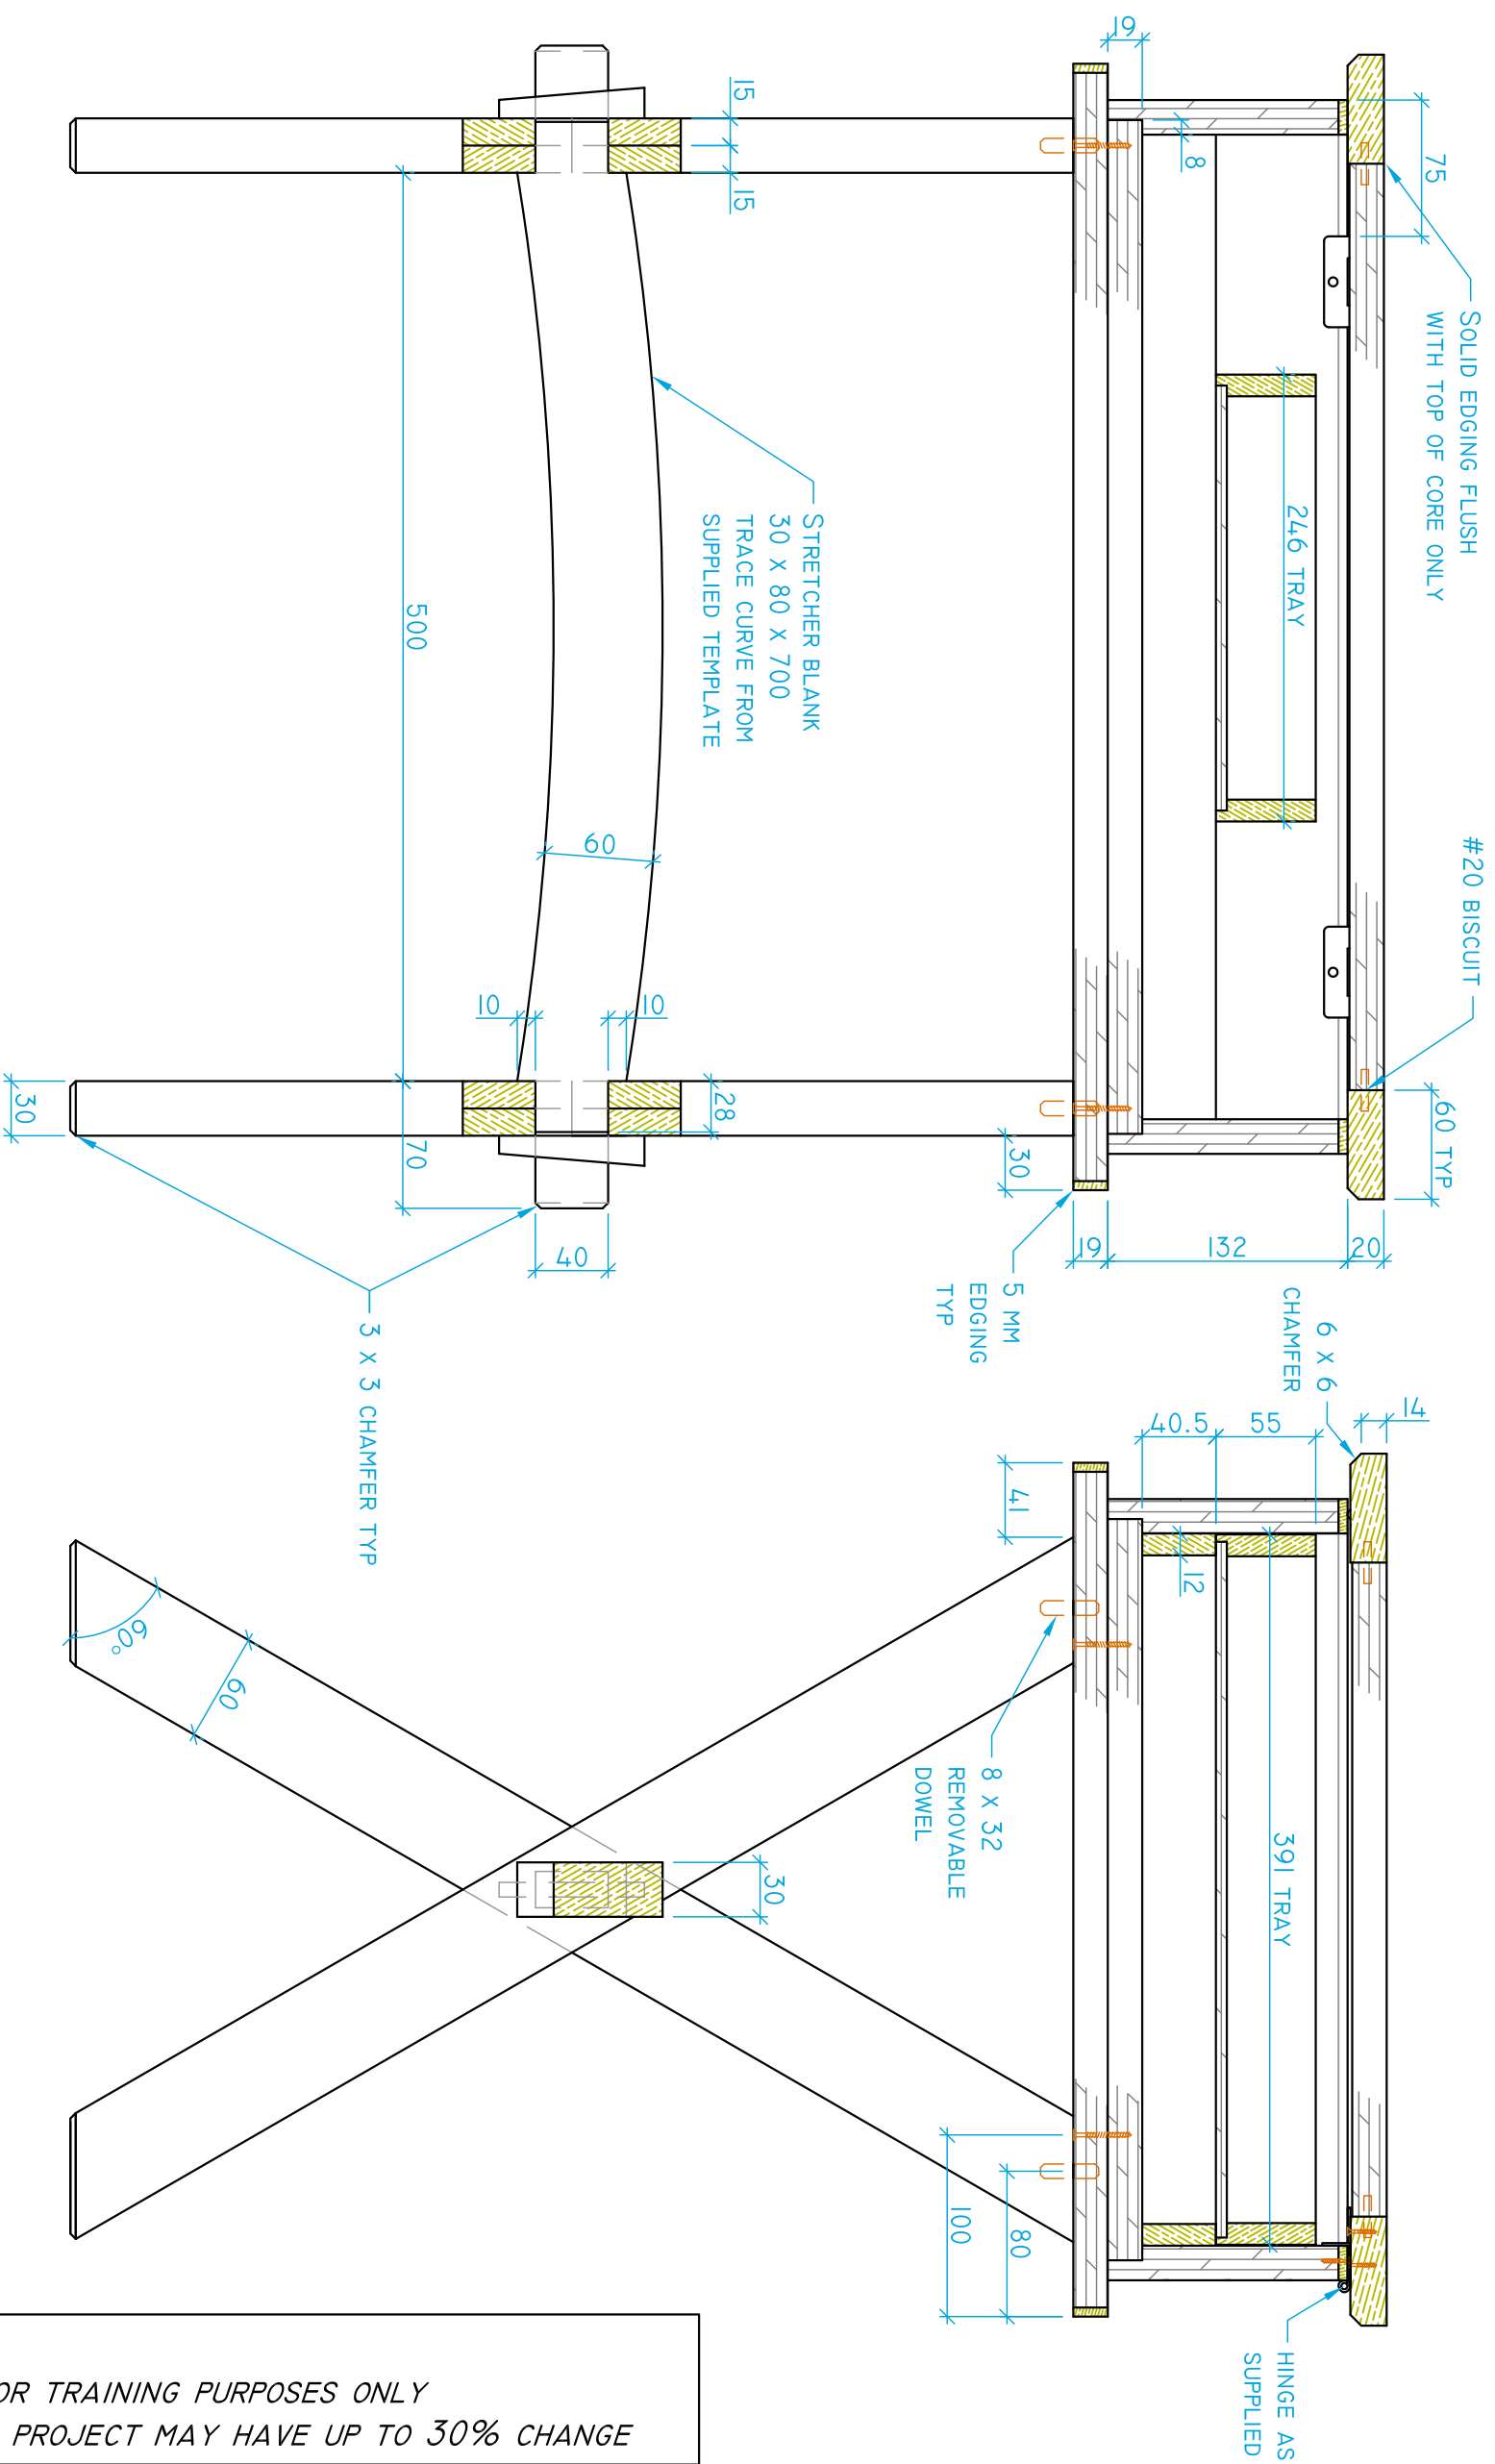 SOLID EDGING FLUSH
WITH TOP OF CORE ONLY
#20 BISCUIT
75
60 TYP
19
8
246 TRAY
15
15
STRETCHER BLANK
30 X 80 X 700
TRACE CURVE FROM
SUPPLIED TEMPLATE
500
60
10
10
28
30
70
30
40
19
132
20
5 MM
EDGING
TYP
3 X 3 CHAMFER TYP
6 X 6
CHAMFER
14
40.5
55
41
12
391 TRAY
60°
60
30
8 X 32
REMOVABLE
DOWEL
100
80
HINGE AS
SUPPLIED
TRAINING PURPOSES ONLY
PROJECT MAY HAVE UP TO 30% CHANGE